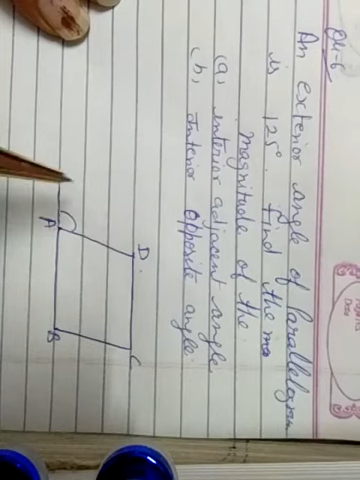 Qu-6
An exterior angle of Parallelogram
is 125°. Find the ma
magnitude of the.
(a) interior adjacent angle
(b) Interior Opposite angle.
D
A
C
B